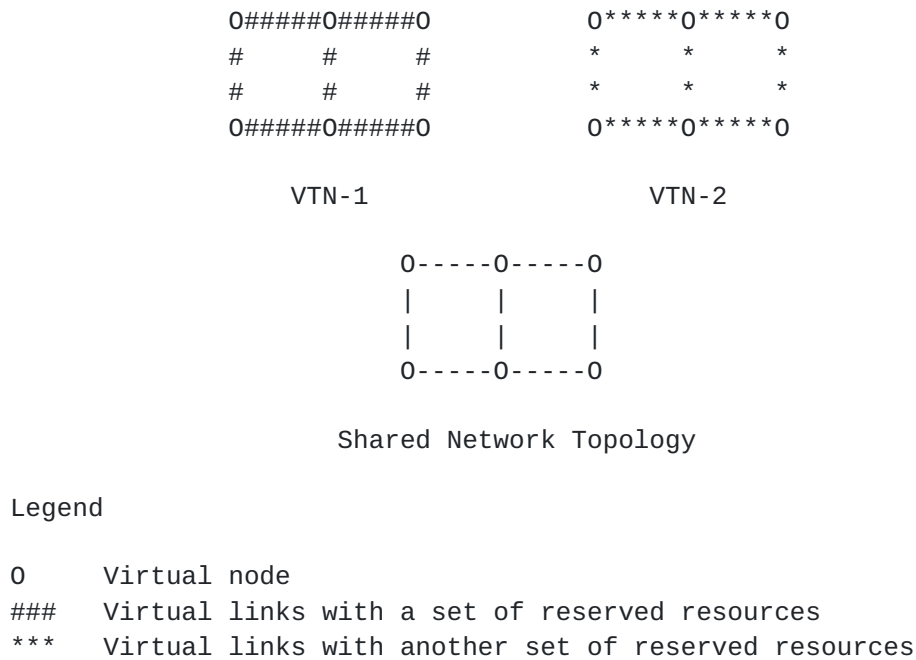 O#####O#####O          O*****O*****O
#     #     #          *     *     *
#     #     #          *     *     *
O#####O#####O          O*****O*****O
VTN-1                  VTN-2
O-----O-----O
|     |     |
|     |     |
O-----O-----O
Shared Network Topology
Legend
O     Virtual node
###   Virtual links with a set of reserved resources
***   Virtual links with another set of reserved resources